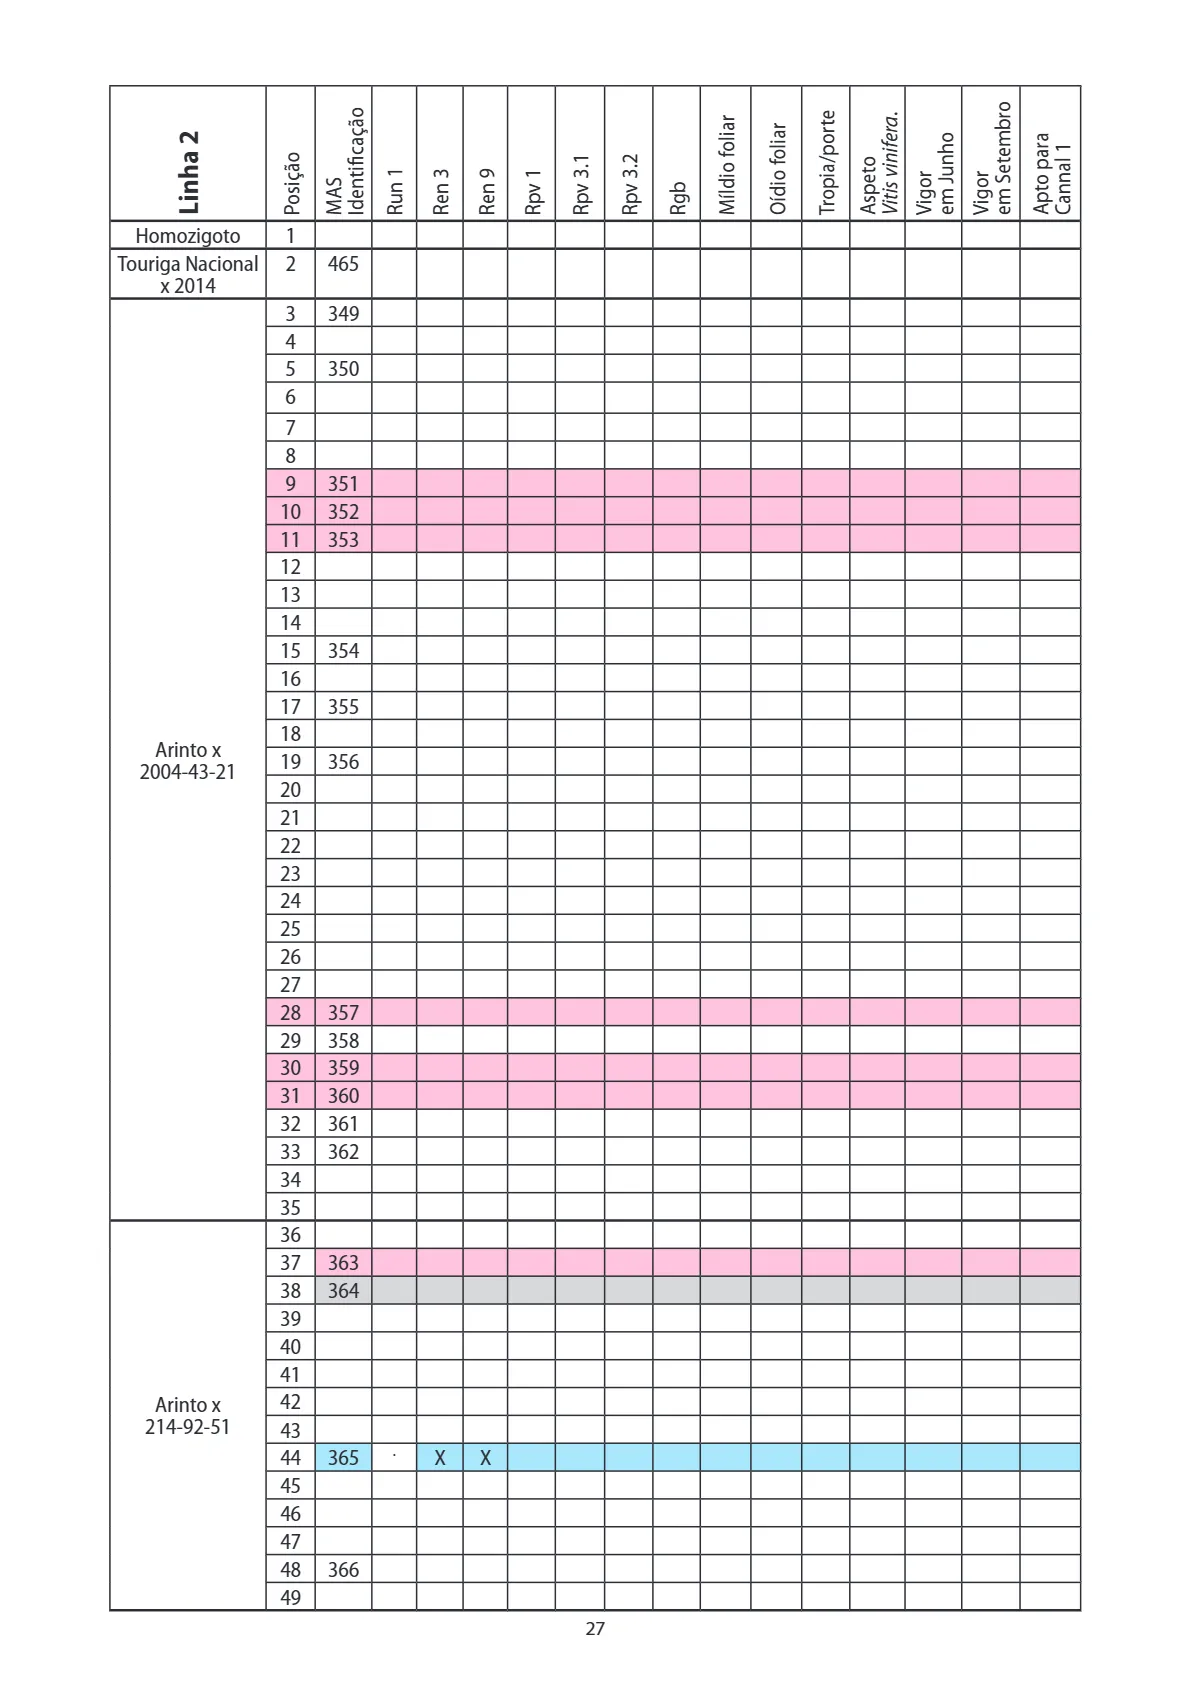 Linha 2
Posição
MAS
Identificação
Run 1
Ren 3
Ren 9
Rpv 1
Rpv 3.1
Rpv 3.2
Rgb
Míldio foliar
Oídio foliar
Tropia/porte
Aspeto
Vitis vinifera.
Vigor
em Junho
Vigor
em Setembro
Apto para
Cannal 1
Homozigoto 1
Touriga Nacional 2 465
x 2014
3 349
4
5 350
6
7
8
9 351
10 352
11 353
12
13
14
15 354
16
17 355
18
Arinto x
2004-43-21
19 356
20
21
22
23
24
25
26
27
28 357
29 358
30 359
31 360
32 361
33 362
34
35
36
37 363
38 364
39
40
41
42
Arinto x
214-92-51
43
44 365 · X X
45
46
47
48 366
49
27